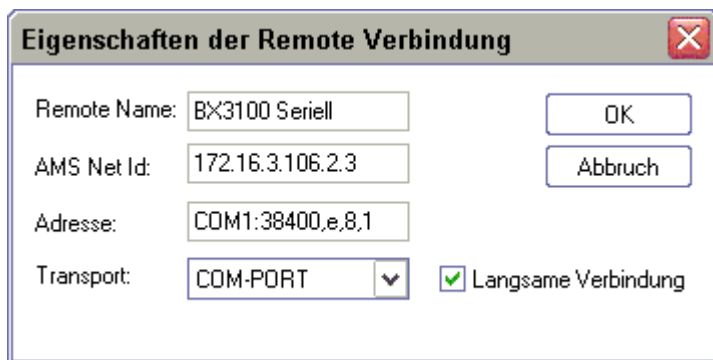 Eigenschaften der Remote Verbindung
Remote Name: BX3100 Seriell OK
AMS Net Id: 172.16.3.106.2.3 Abbruch
Adresse: COM1:38400,e,8,1
Transport: COM-PORT Langsame Verbindung